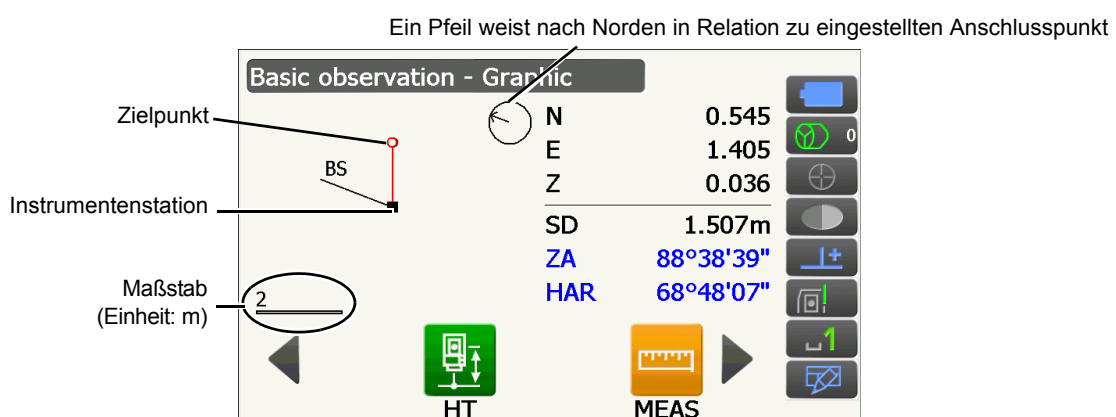 Ein Pfeil weist nach Norden in Relation zu eingestellten Anschlusspunkt
Basic observation - Graphic
Zielpunkt
N 0.545
0
E 1.405
BS
Z 0.036
Instrumentenstation
SD 1.507m
ZA 88°38'39"
HAR 68°48'07"
Maßstab
(Einheit: m)
2
1
HT
MEAS